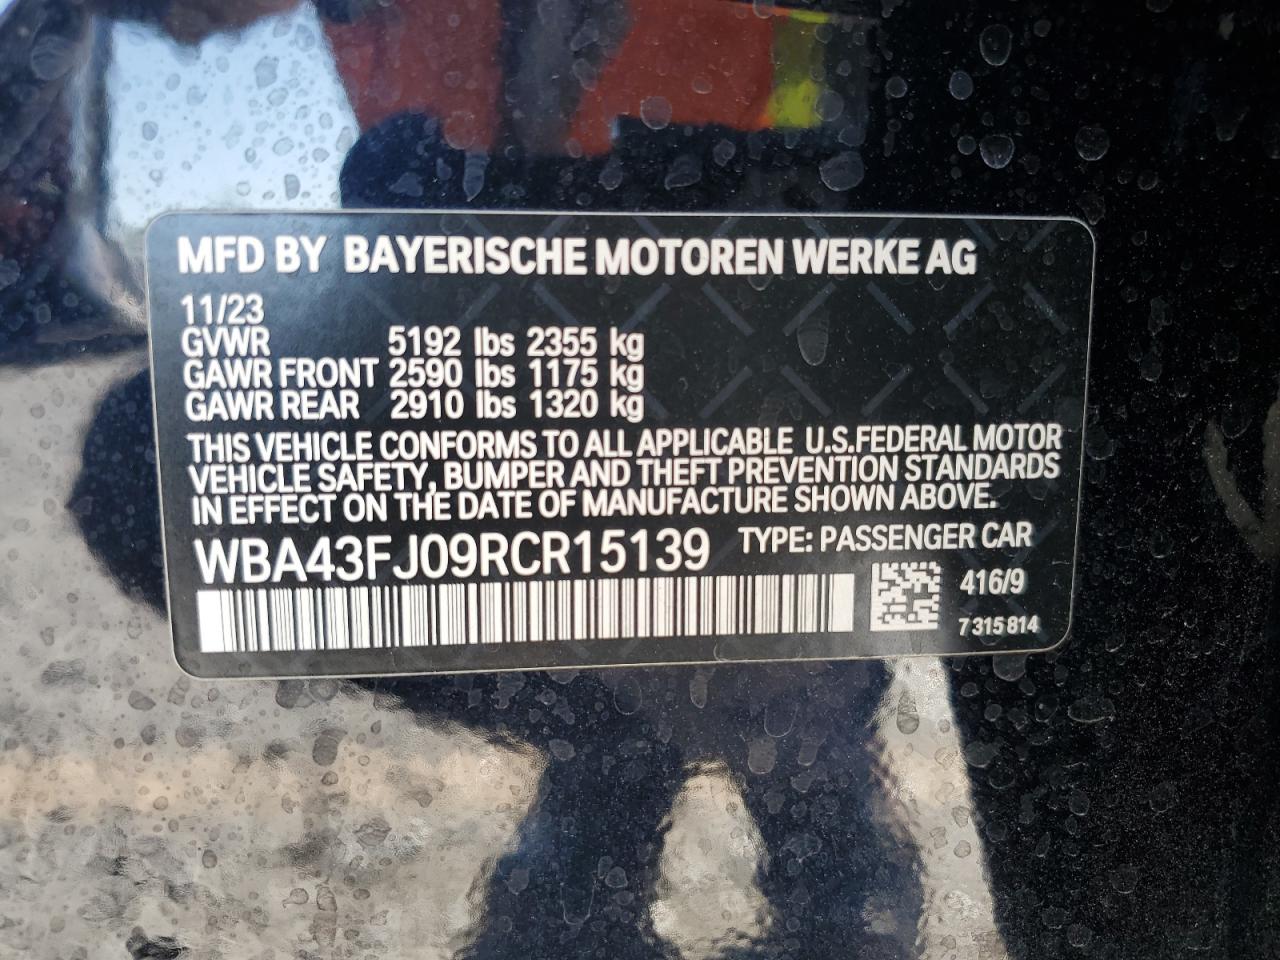 MFD BY BAYERISCHE MOTOREN WERKE AG
11/23
GVWR 5192 lbs 2355 kg
GAWR FRONT 2590 lbs 1175 kg
GAWR REAR 2910 lbs 1320 kg
THIS VEHICLE CONFORMS TO ALL APPLICABLE U.S.FEDERAL MOTOR
VEHICLE SAFETY, BUMPER AND THEFT PREVENTION STANDARDS
IN EFFECT ON THE DATE OF MANUFACTURE SHOWN ABOVE.
WBA43FJ09RCR15139 TYPE: PASSENGER CAR
416/9
7 315 814